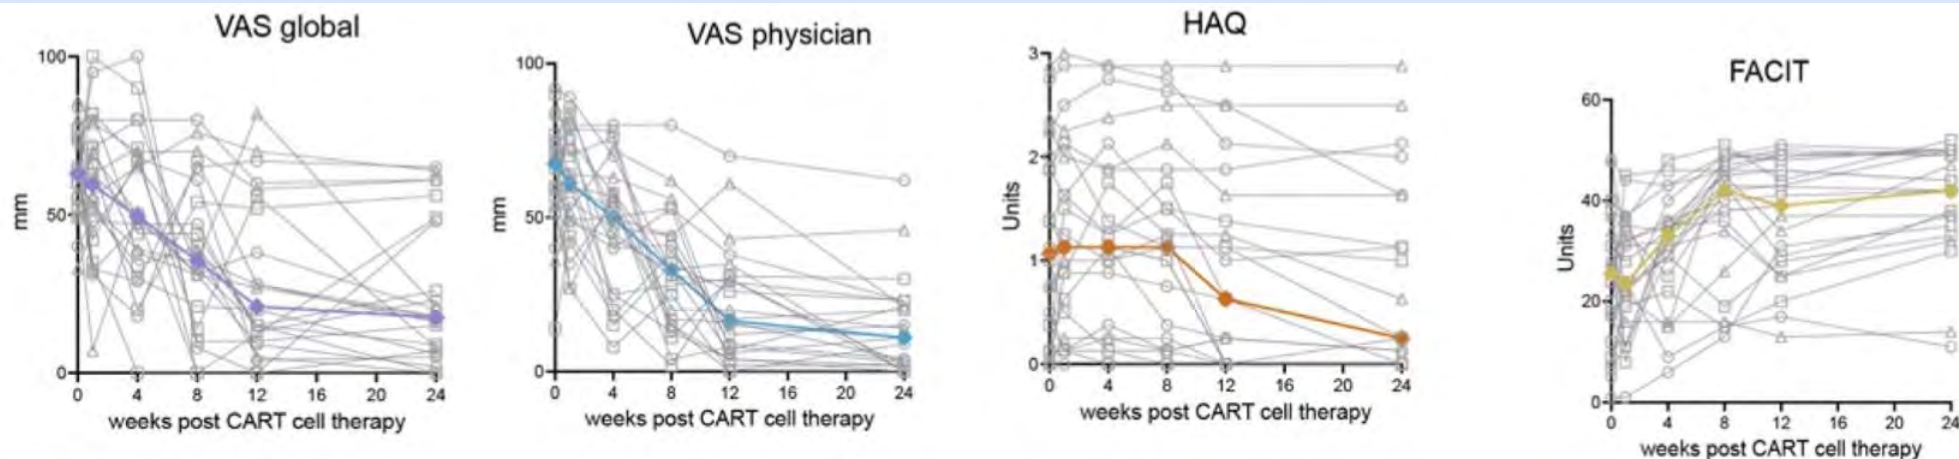 VAS global
100
50
0
mm
0 4 8 12 16 20 24
weeks post CART cell therapy
VAS physician
100
50
0
mm
0 4 8 12 16 20 24
weeks post CART cell therapy
HAQ
3
2
1
0
Units
0 4 8 12 16 20 24
weeks post CART cell therapy
FACIT
60
40
20
0
Units
0 4 8 12 16 20 24
weeks post CART cell therapy